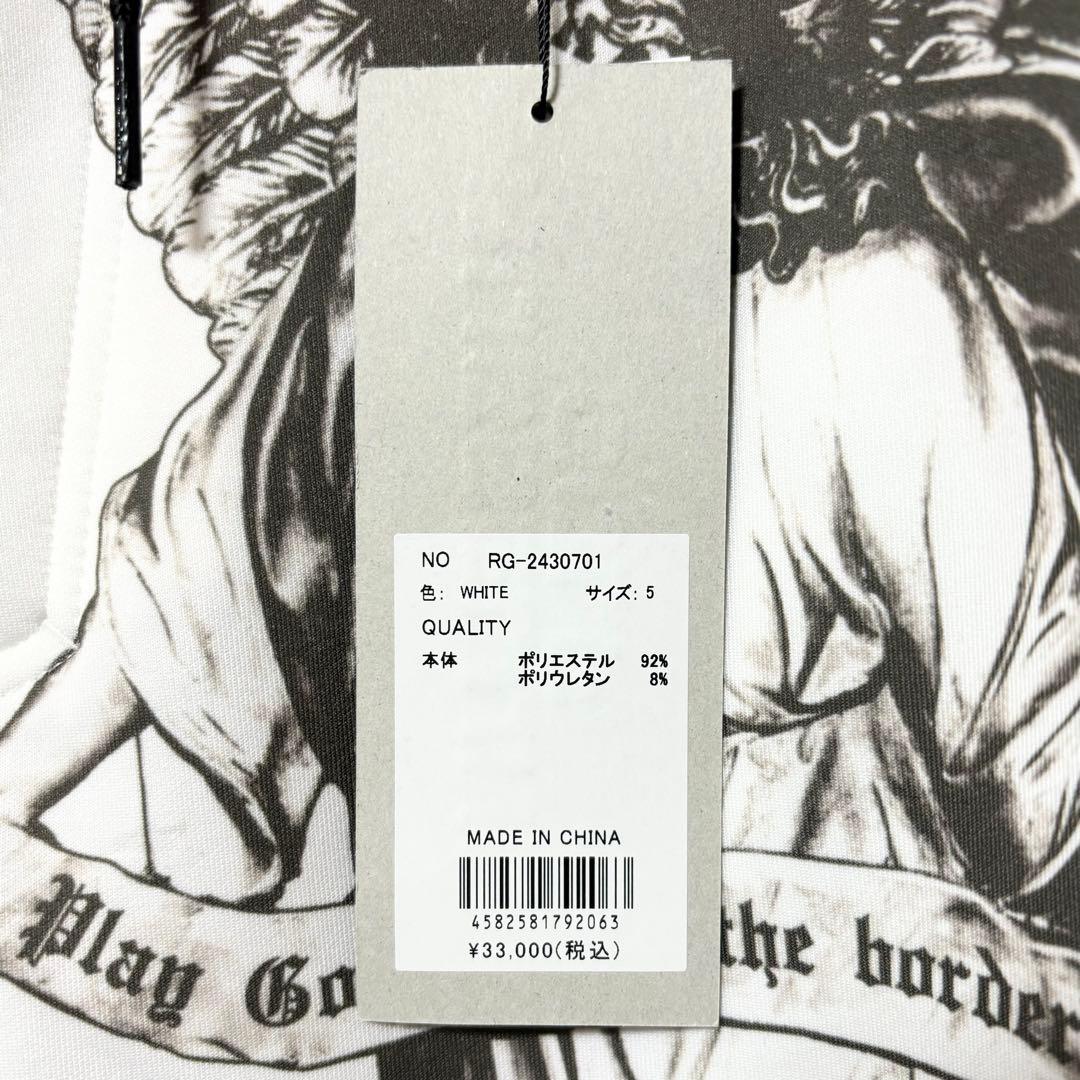 NO RG-2430701
色: WHITE サイズ: 5
QUALITY
本体 ポリエステル 92%
ポリウレタン 8%
MADE IN CHINA
4582581792063
¥33,000(税込)
Play Go the border